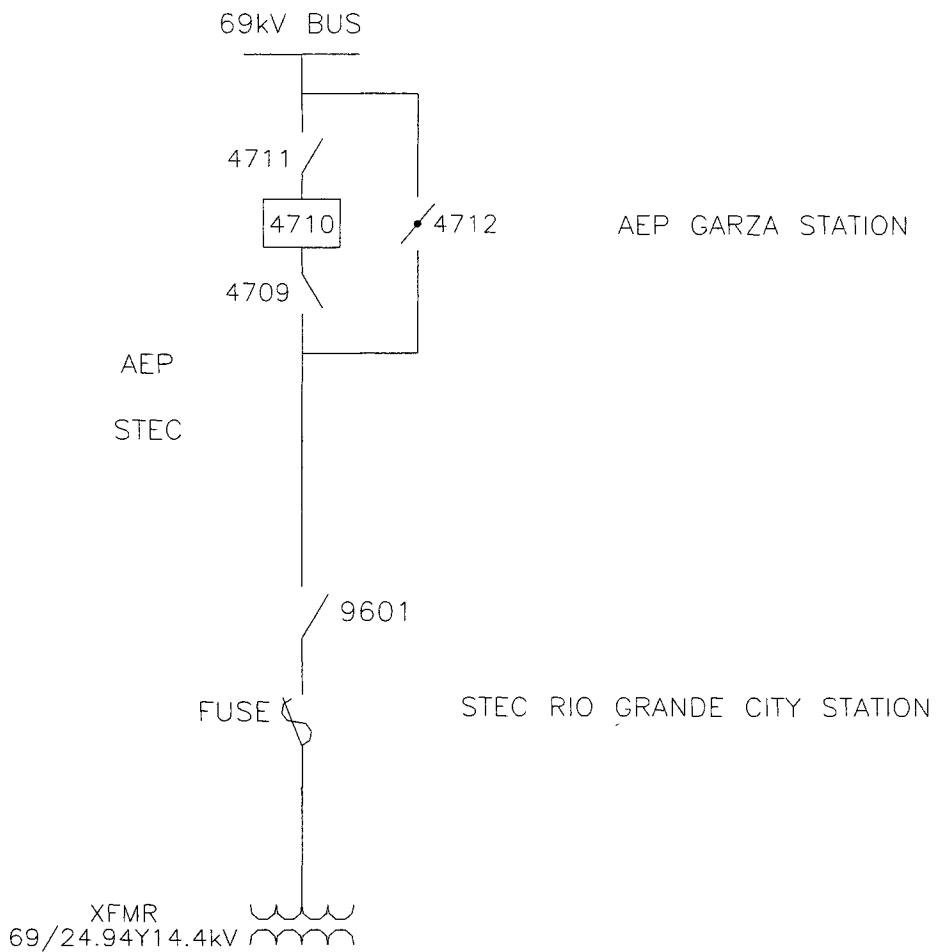 69kV BUS
4711
4710
4712
AEP GARZA STATION
4709
AEP
STEC
9601
FUSE
STEC RIO GRANDE CITY STATION
XFMR
69/24.94Y14.4kV